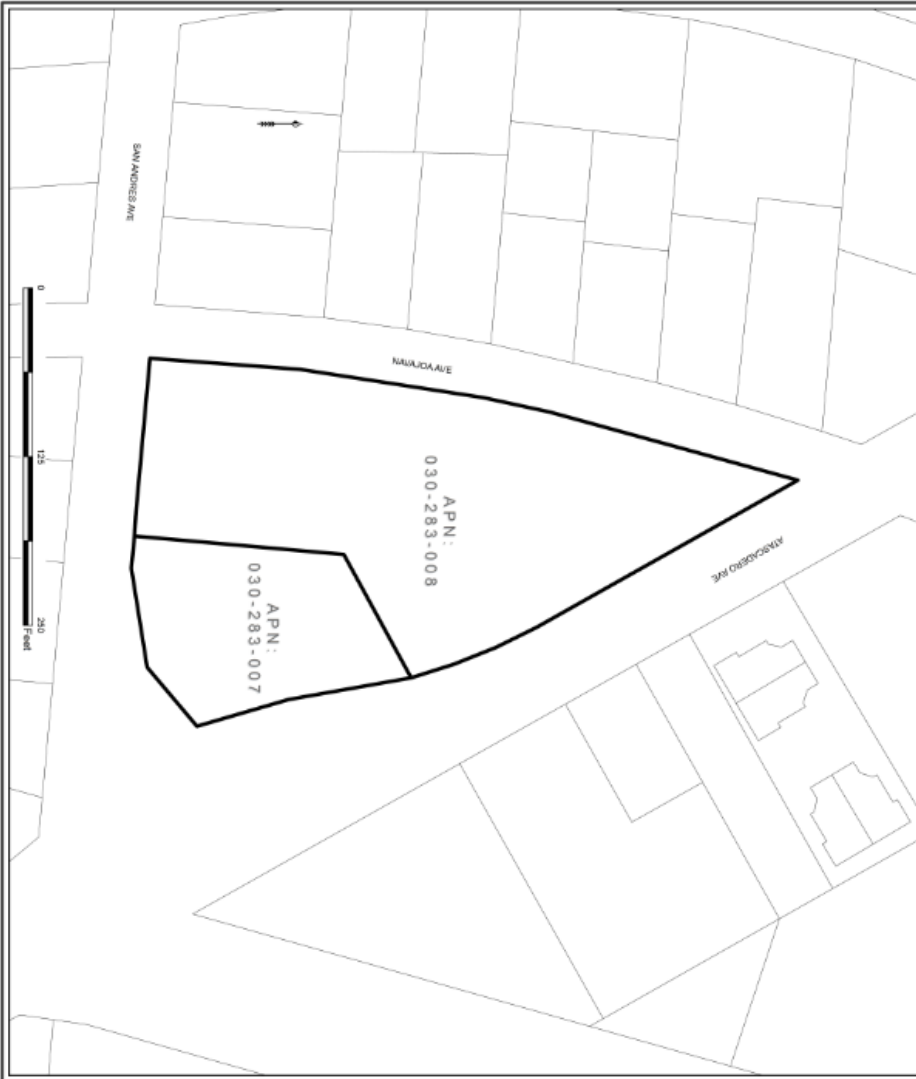 SAN ANDRES AVE
NAVAJOA AVE
ATASCADERO AVE
APN:
030-283-008
APN:
030-283-007
0
125
250
Feet